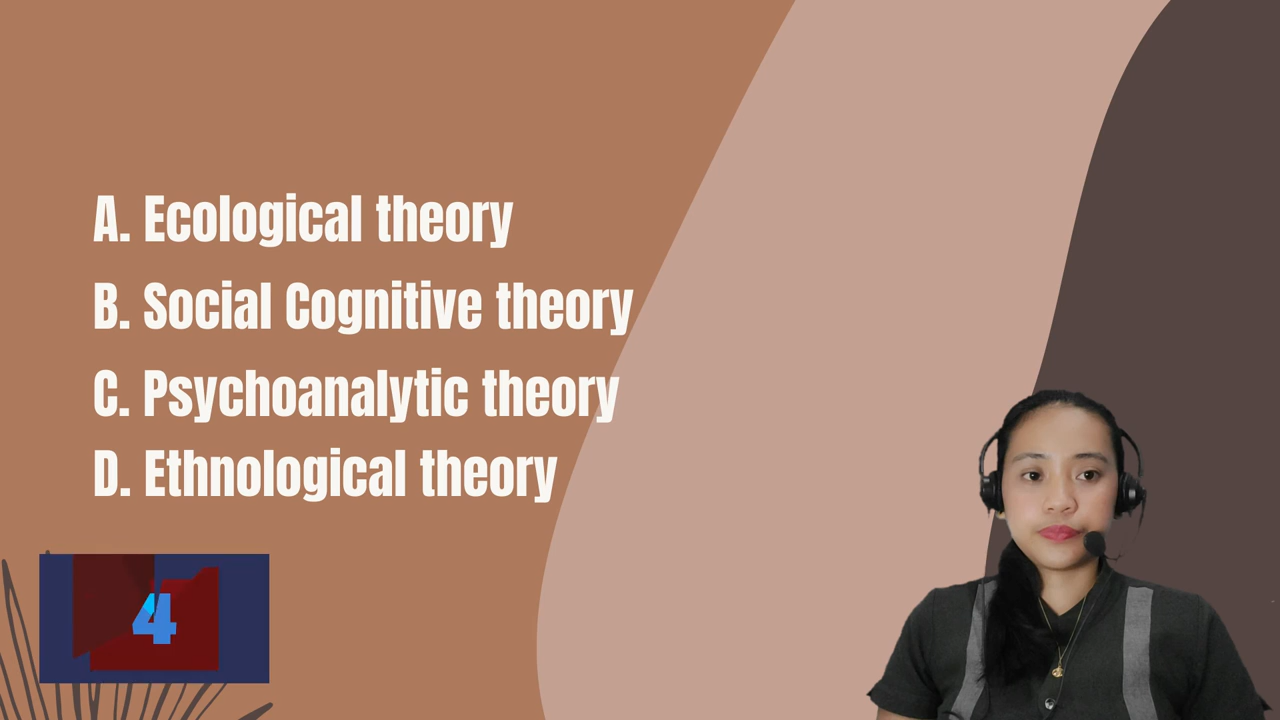 A. Ecological theory
B. Social Cognitive theory
C. Psychoanalytic theory
D. Ethnological theory
4